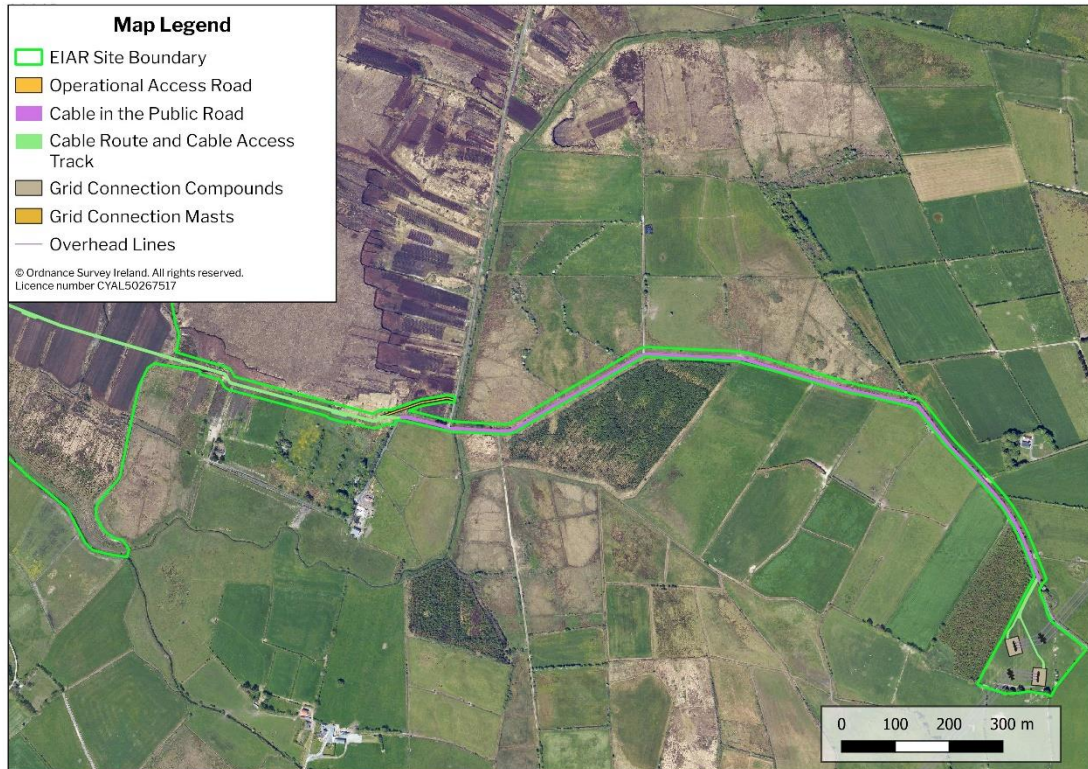 Map Legend
EIAR Site Boundary
Operational Access Road
Cable in the Public Road
Cable Route and Cable Access
Track
Grid Connection Compounds
Grid Connection Masts
Overhead Lines
© Ordnance Survey Ireland. All rights reserved.
Licence number CYAL50267517
0 100 200 300 m